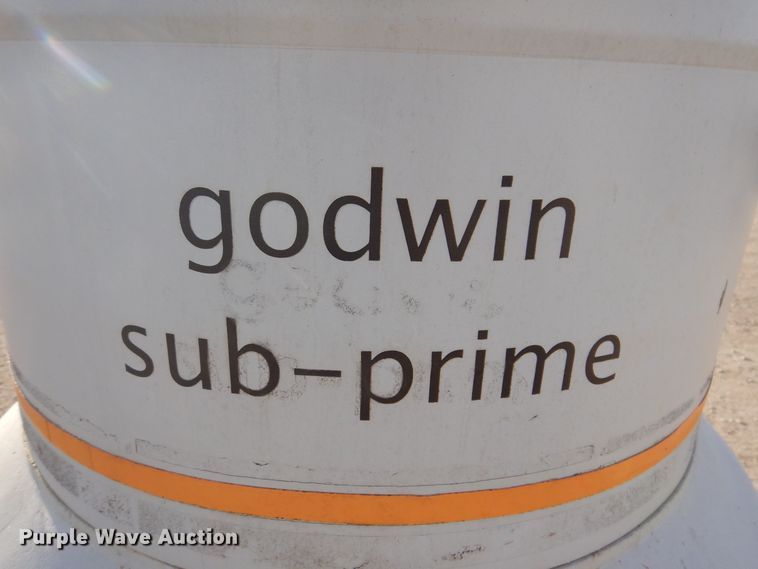 godwin
sub-prime
Purple Wave Auction